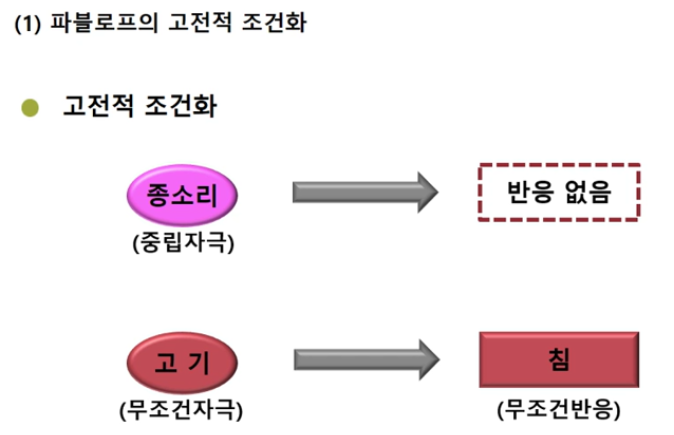 (1) 파블로프의 고전적 조건화
고전적 조건화
종소리
반응 없음
(중립자극)
고 기
침
(무조건자극)
(무조건반응)